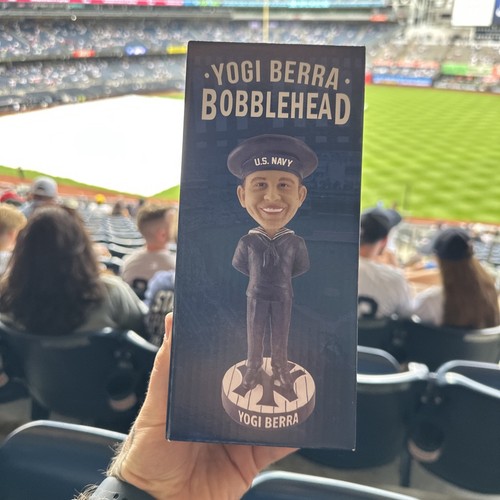 ·YOGI BERRA·
BOBBLEHEAD
U.S. NAVY
YOGI BERRA